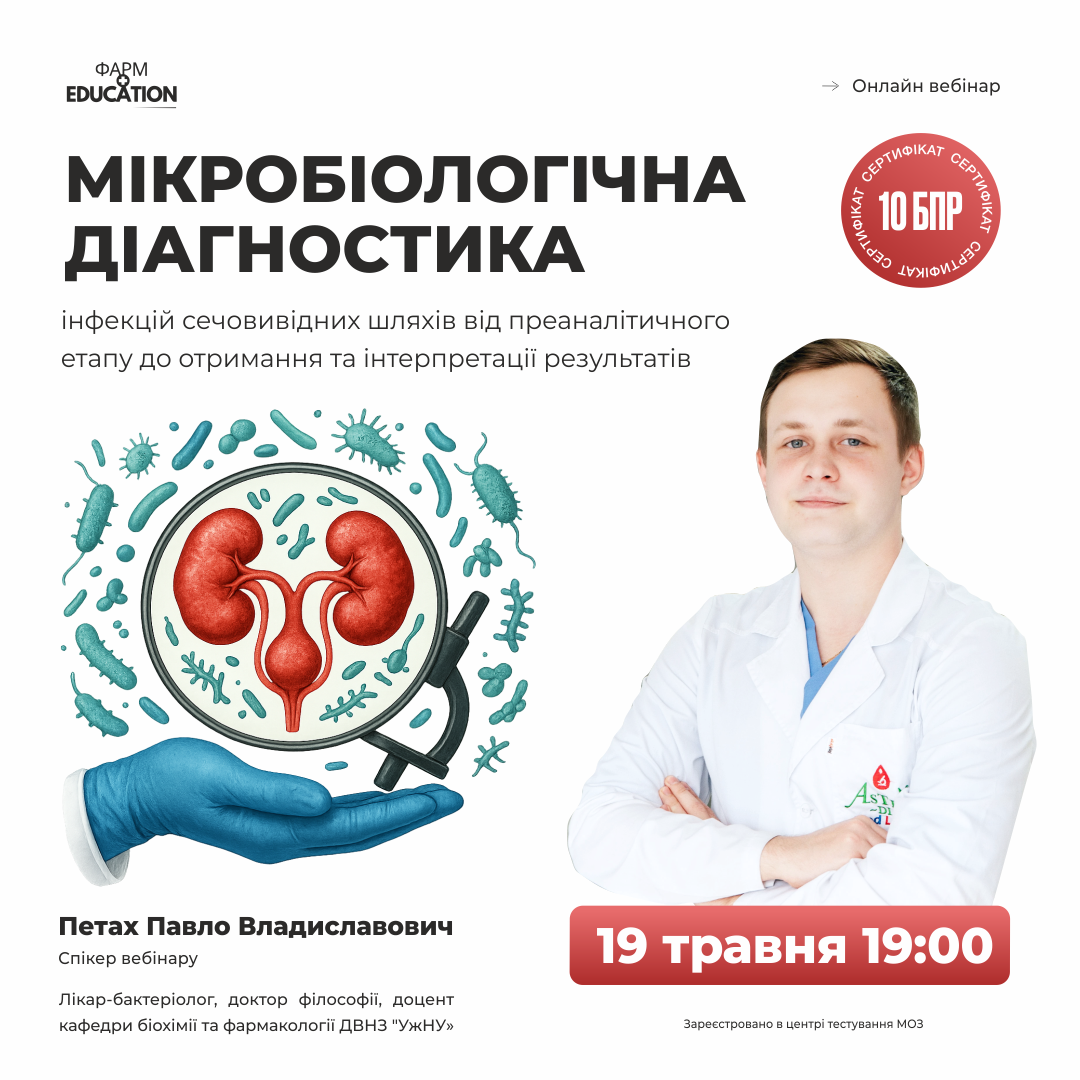 ФАРМ
EDUCATION
Онлайн вебінар
МІКРОБІОЛОГІЧНА
ДІАГНОСТИКА
СЕРТИФІКАТ СЕРТИФІКАТ СЕРТИФІКАТ СЕРТИФІКАТ
10 БПР
інфекцій сечовивідних шляхів від преаналітичного
етапу до отримання та інтерпретації результатів
Петах Павло Владиславович
Спікер вебінару
Лікар-бактеріолог, доктор філософії, доцент
кафедри біохімії та фармакології ДВНЗ "УжНУ»
19 травня 19:00
Зареєстровано в центрі тестування МОЗ